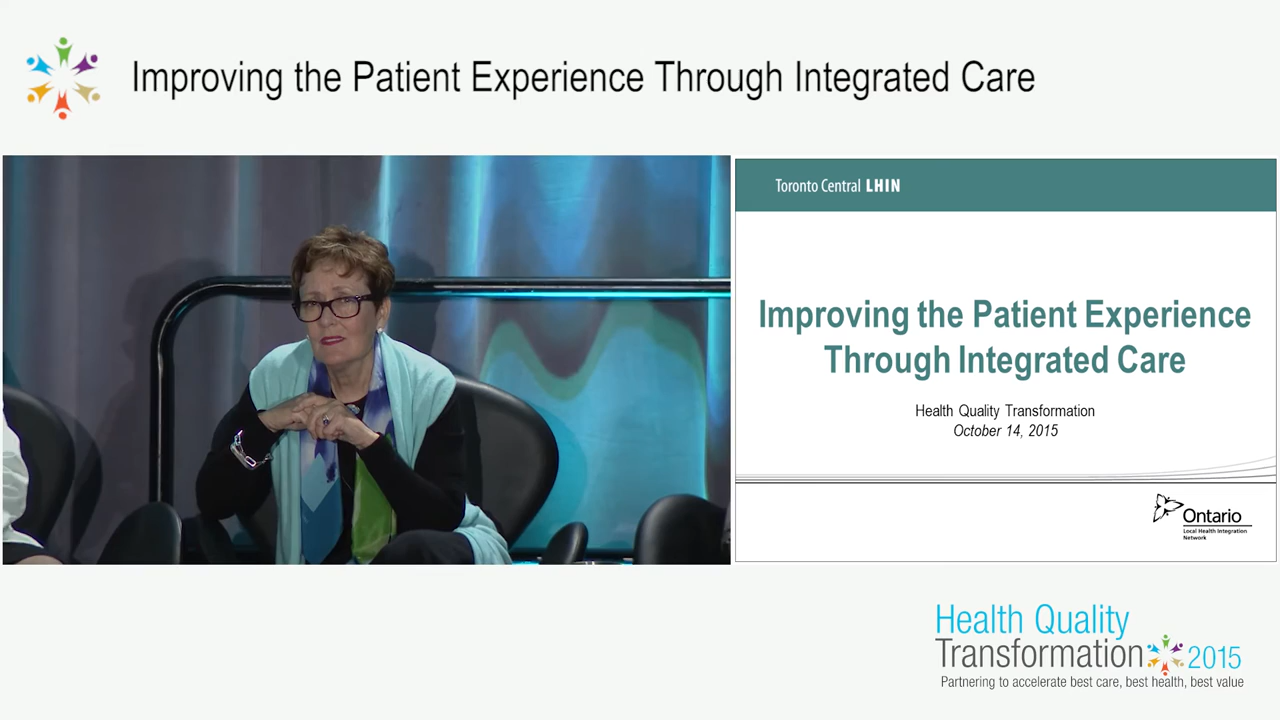 Improving the Patient Experience Through Integrated Care
Toronto Central LHIN
Improving the Patient Experience
Through Integrated Care
Health Quality Transformation
October 14, 2015
Ontario
Local Health Integration
Network
Health Quality
Transformation 2015
Partnering to accelerate best care, best health, best value